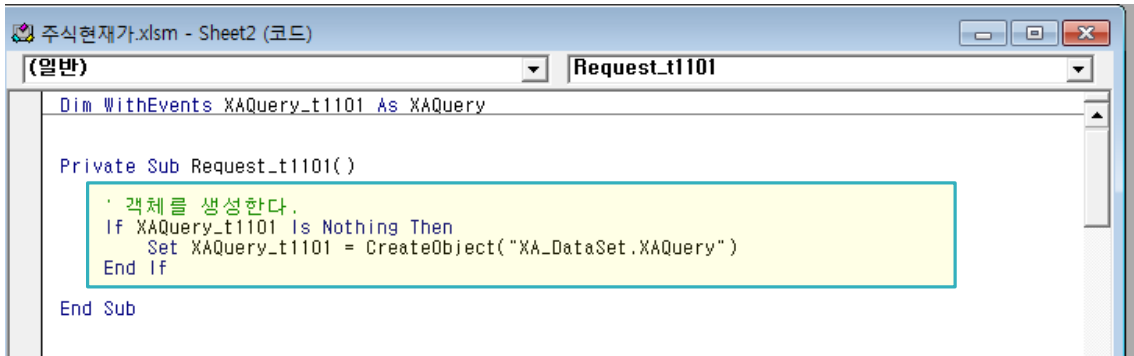 주식현재가.xlsm - Sheet2 (코드)
(일반) Request_t1101
Dim WithEvents XAQuery_t1101 As XAQuery
Private Sub Request_t1101()
' 객체를 생성한다.
If XAQuery_t1101 Is Nothing Then
Set XAQuery_t1101 = CreateObject("XA_DataSet.XAQuery")
End If
End Sub